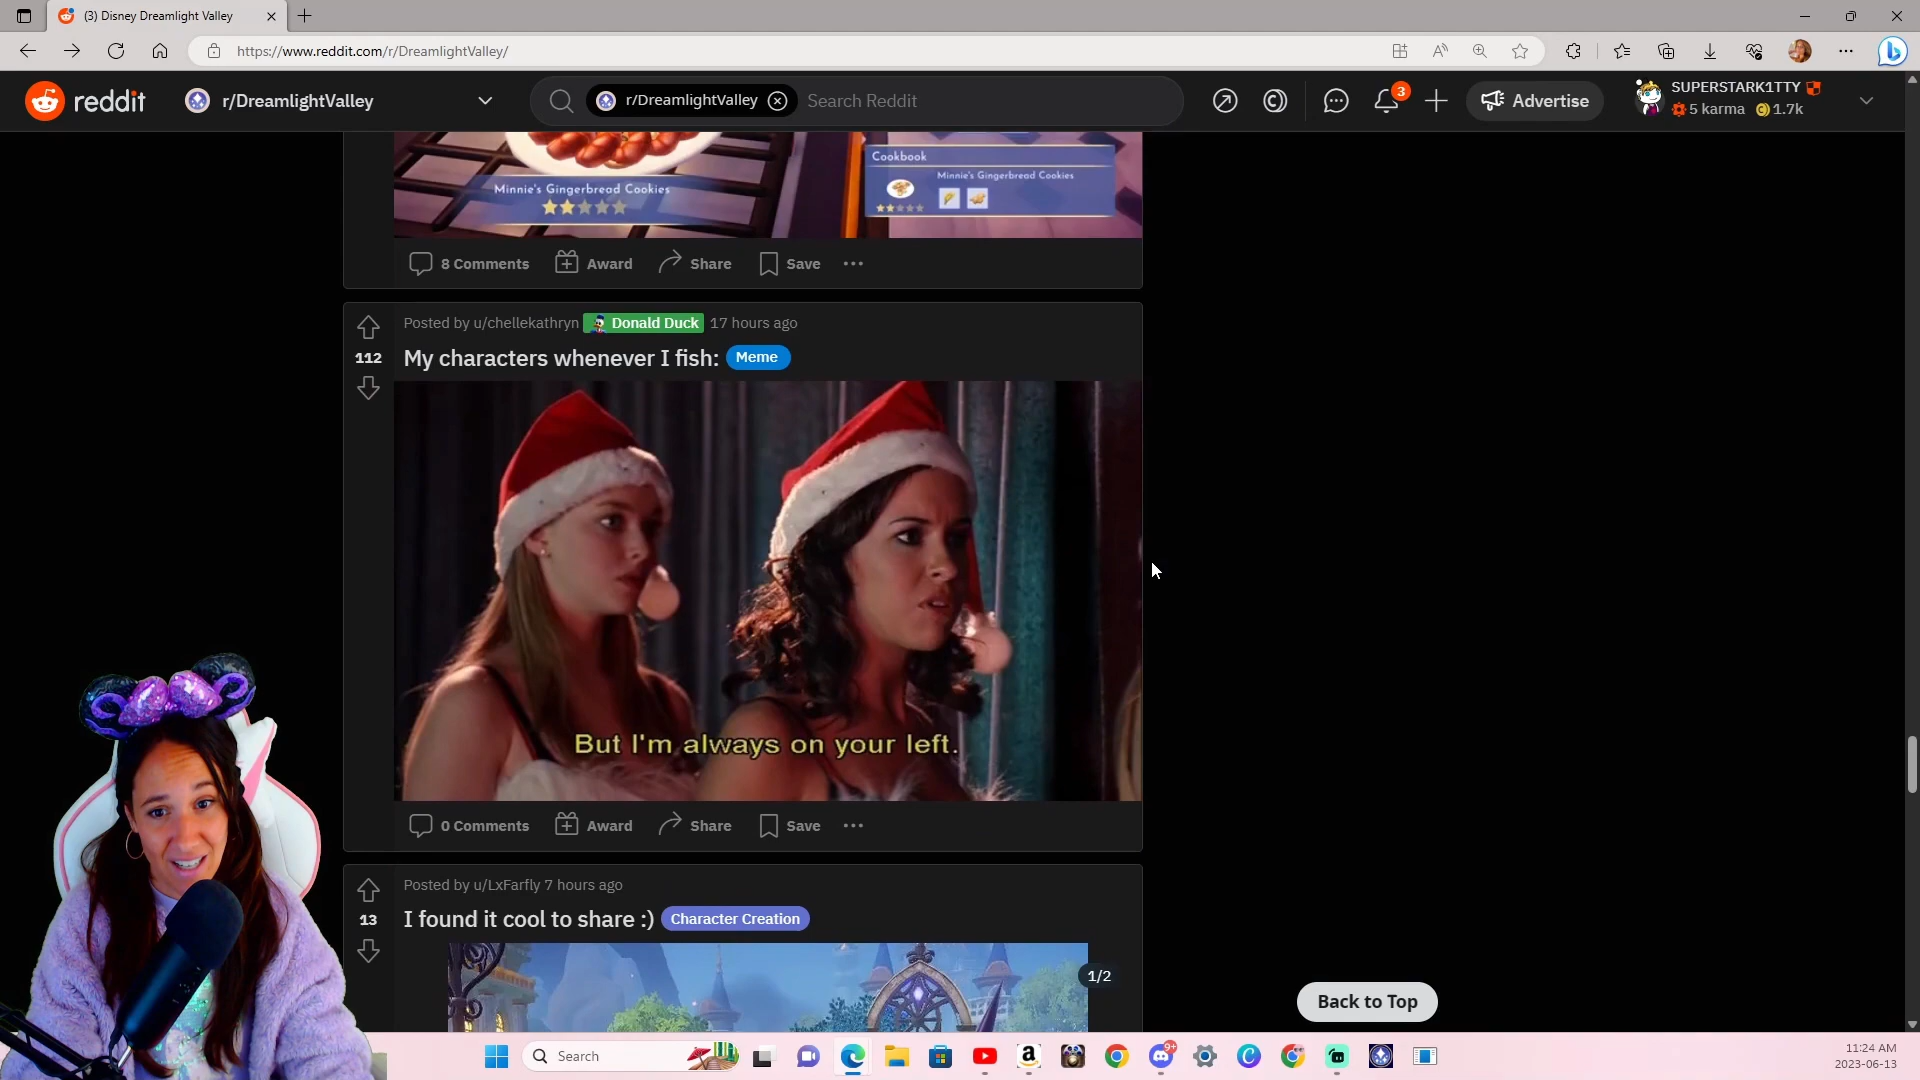 (3) Disney Dreamlight Valley
https://www.reddit.com/r/DreamlightValley/
reddit
r/DreamlightValley
r/DreamlightValley
Search Reddit
3
Advertise
SUPERSTARK1TTY
5 karma 1.7k
Minnie's Gingerbread Cookies
Cookbook
Minnie's Gingerbread Cookies
8 Comments Award Share Save
Posted by u/chellekathryn Donald Duck 17 hours ago
112
My characters whenever I fish: Meme
But I'm always on your left.
0 Comments Award Share Save
Posted by u/LxFarfly 7 hours ago
13
I found it cool to share :) Character Creation
1/2
Back to Top
Search
9+
11:24 AM
2023-06-13